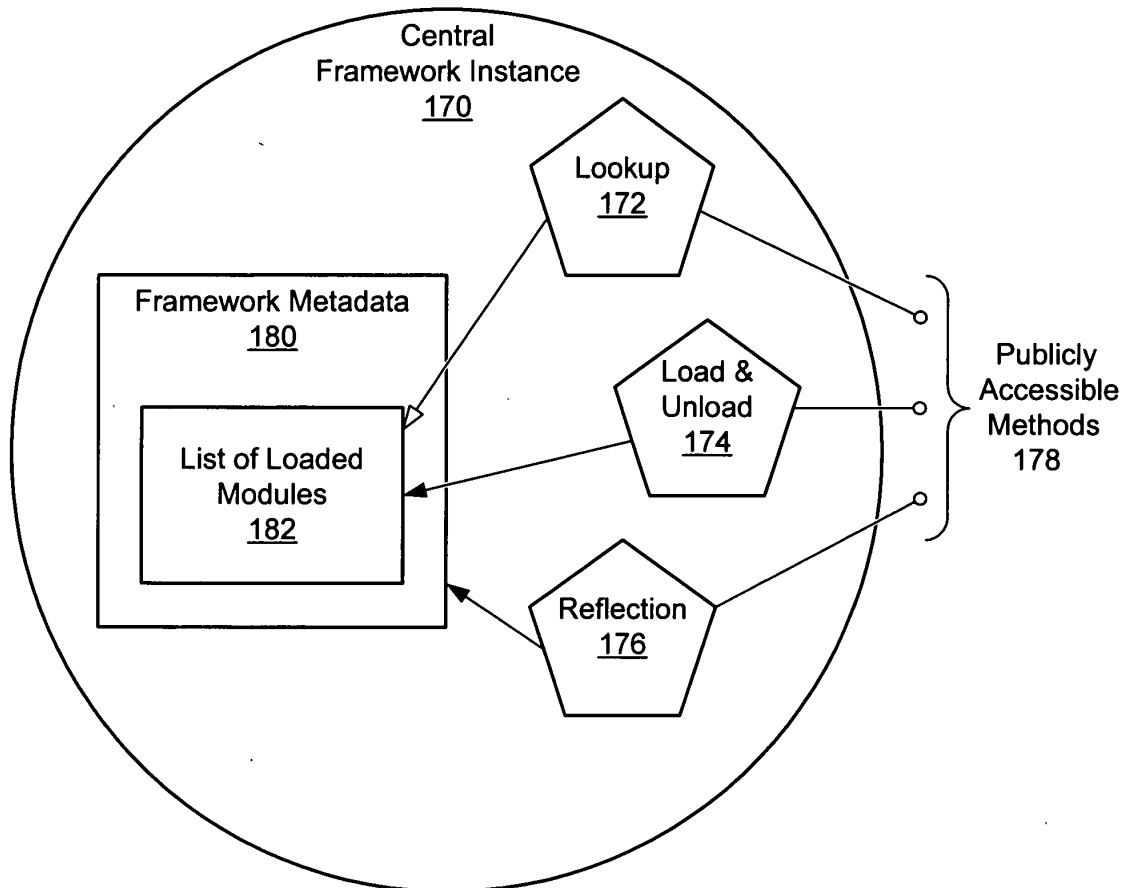 Central
Framework Instance
170
Lookup
172
Framework Metadata
180
List of Loaded
Modules
182
Load &
Unload
174
Reflection
176
Publicly
Accessible
Methods
178